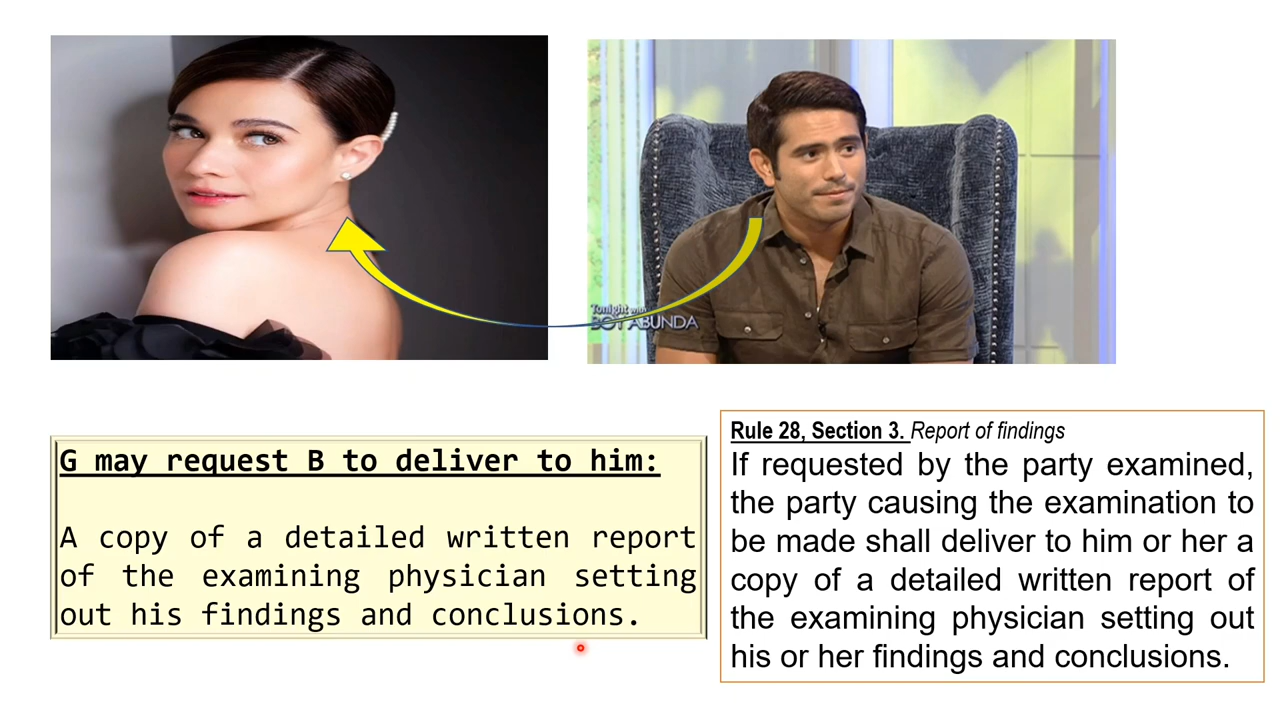 Tonight with
BOY ABUNDA
G may request B to deliver to him:
A copy of a detailed written report
of the examining physician setting
out his findings and conclusions.
Rule 28, Section 3. Report of findings
If requested by the party examined,
the party causing the examination to
be made shall deliver to him or her a
copy of a detailed written report of
the examining physician setting out
his or her findings and conclusions.